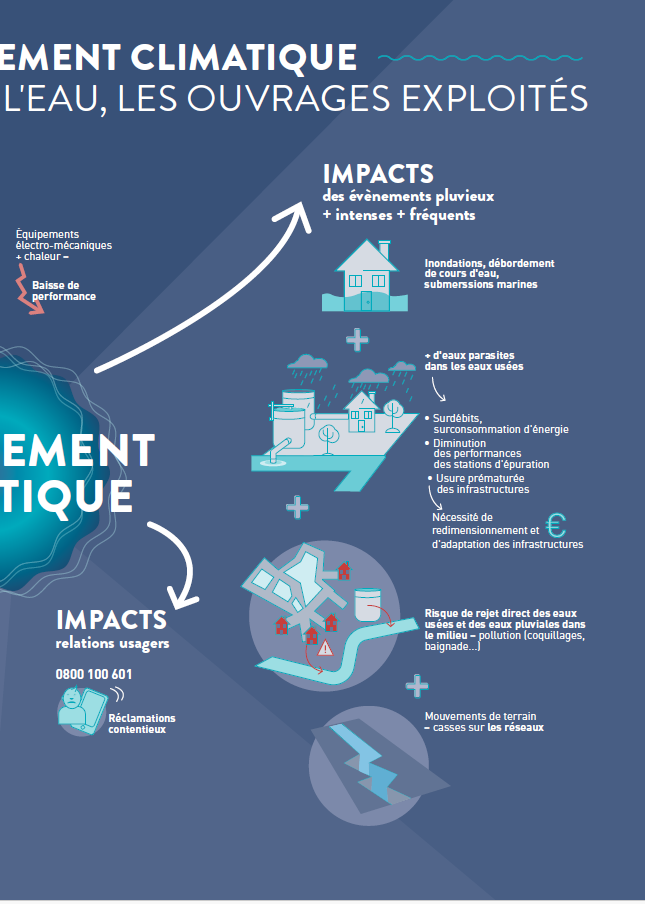 EMENT CLIMATIQUE
L'EAU, LES OUVRAGES EXPLOITÉS
IMPACTS
des évènements pluvieux
+ intenses + fréquents
Équipements
électro-mécaniques
+ chaleur –
Baisse de
performance
Inondations, débordement
de cours d'eau,
submerssions marines
+ d'eaux parasites
dans les eaux usées
• Surdébits,
surconsommation d'énergie
• Diminution
des performances
des stations d'épuration
• Usure prématurée
des infrastructures
Nécessité de
redimensionnement et €
d'adaptation des infrastructures
EMENT
TIQUE
IMPACTS
relations usagers
0800 100 601
Réclamations
contentieux
Risque de rejet direct des eaux
usées et des eaux pluviales dans
le milieu – pollution (coquillages,
baignade...)
!
Mouvements de terrain
– casses sur les réseaux